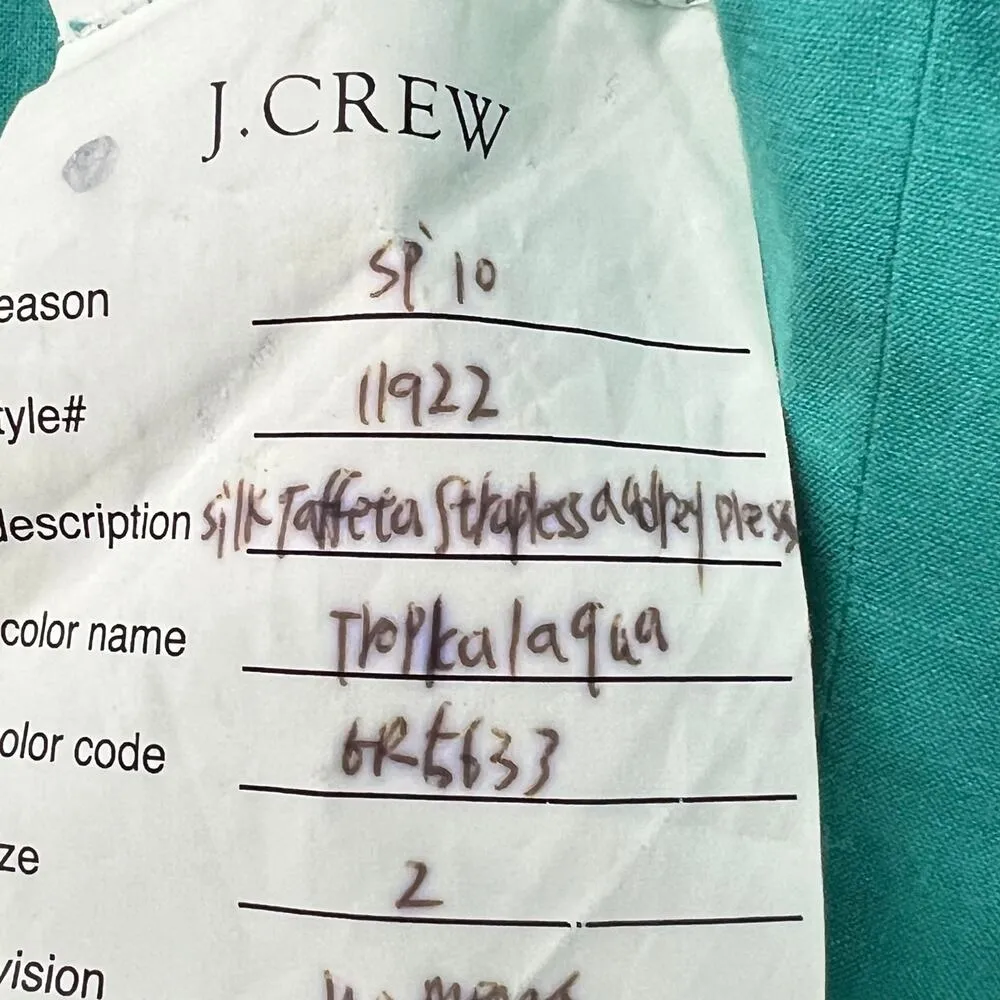 J.CREW
eason SP'10
tyle# 11922
description silk Taffeta Strapless audrey Dress
color name Tropical aqua
olor code GR5633
ze 2
vision